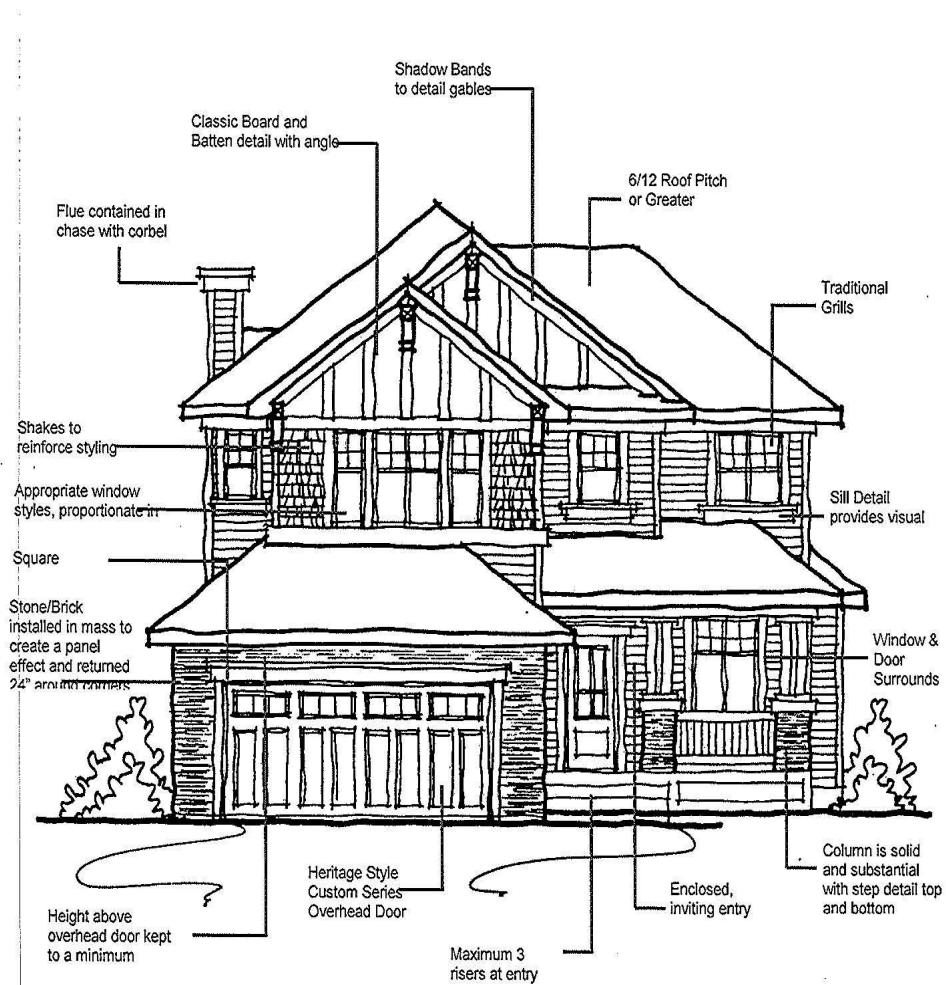 Shadow Bands
to detail gables
Classic Board and
Batten detail with angle
6/12 Roof Pitch
or Greater
Flue contained in
chase with corbel
Traditional
Grills
Shakes to
reinforce styling
Appropriate window
styles, proportionate in
Sill Detail
provides visual
Square
Stone/Brick
installed in mass to
create a panel
effect and returned
24" around corners
Window &
Door
Surrounds
Heritage Style
Custom Series
Overhead Door
Enclosed,
inviting entry
Column is solid
and substantial
with step detail top
and bottom
Height above
overhead door kept
to a minimum
Maximum 3
risers at entry